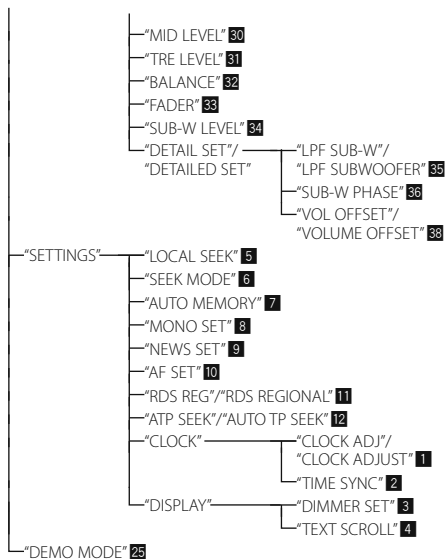 “MID LEVEL” 30
“TRE LEVEL” 31
“BALANCE” 32
“FADER” 33
“SUB-W LEVEL” 34
“DETAIL SET”/
“DETAILED SET”
“LPF SUB-W”/
“LPF SUBWOOFER” 35
“SUB-W PHASE” 36
“VOL OFFSET”/
“VOLUME OFFSET” 38
“SETTINGS”
“LOCAL SEEK” 5
“SEEK MODE” 6
“AUTO MEMORY” 7
“MONO SET” 8
“NEWS SET” 9
“AF SET” 10
“RDS REG”/“RDS REGIONAL” 11
“ATP SEEK”/“AUTO TP SEEK” 12
“CLOCK”
“CLOCK ADJ”/
“CLOCK ADJUST” 1
“TIME SYNC” 2
“DISPLAY”
“DIMMER SET” 3
“TEXT SCROLL” 4
“DEMO MODE” 25